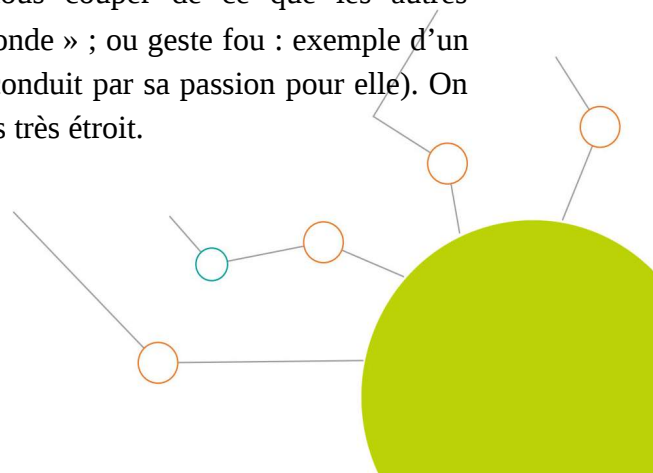 couper de ce que les autres
onde » ; ou geste fou : exemple d’un
onduit par sa passion pour elle). On
s très étroit.